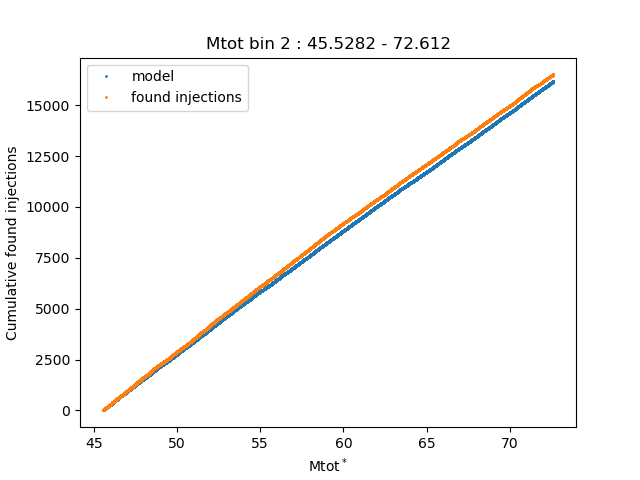 Mtot bin 2 : 45.5282 - 72.612
model
found injections
Cumulative found injections
15000
12500
10000
7500
5000
2500
0
45 50 55 60 65 70
Mtot*